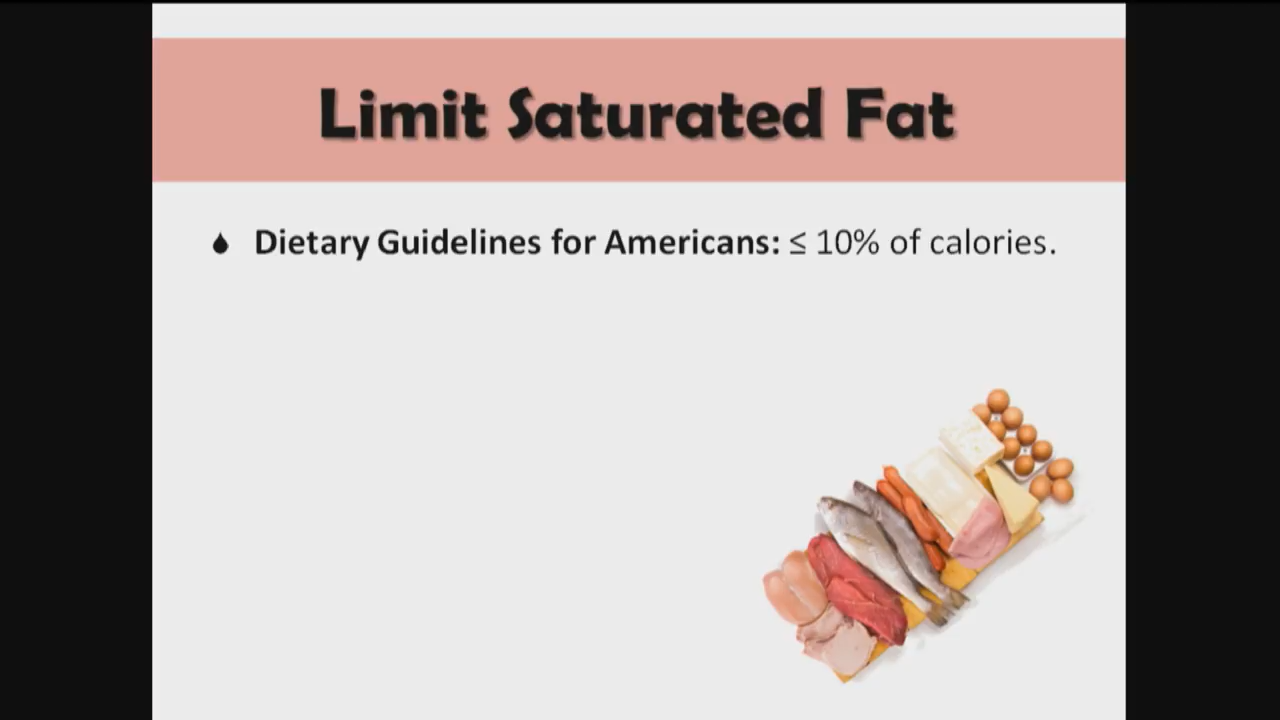 Limit Saturated Fat
Dietary Guidelines for Americans: ≤ 10% of calories.